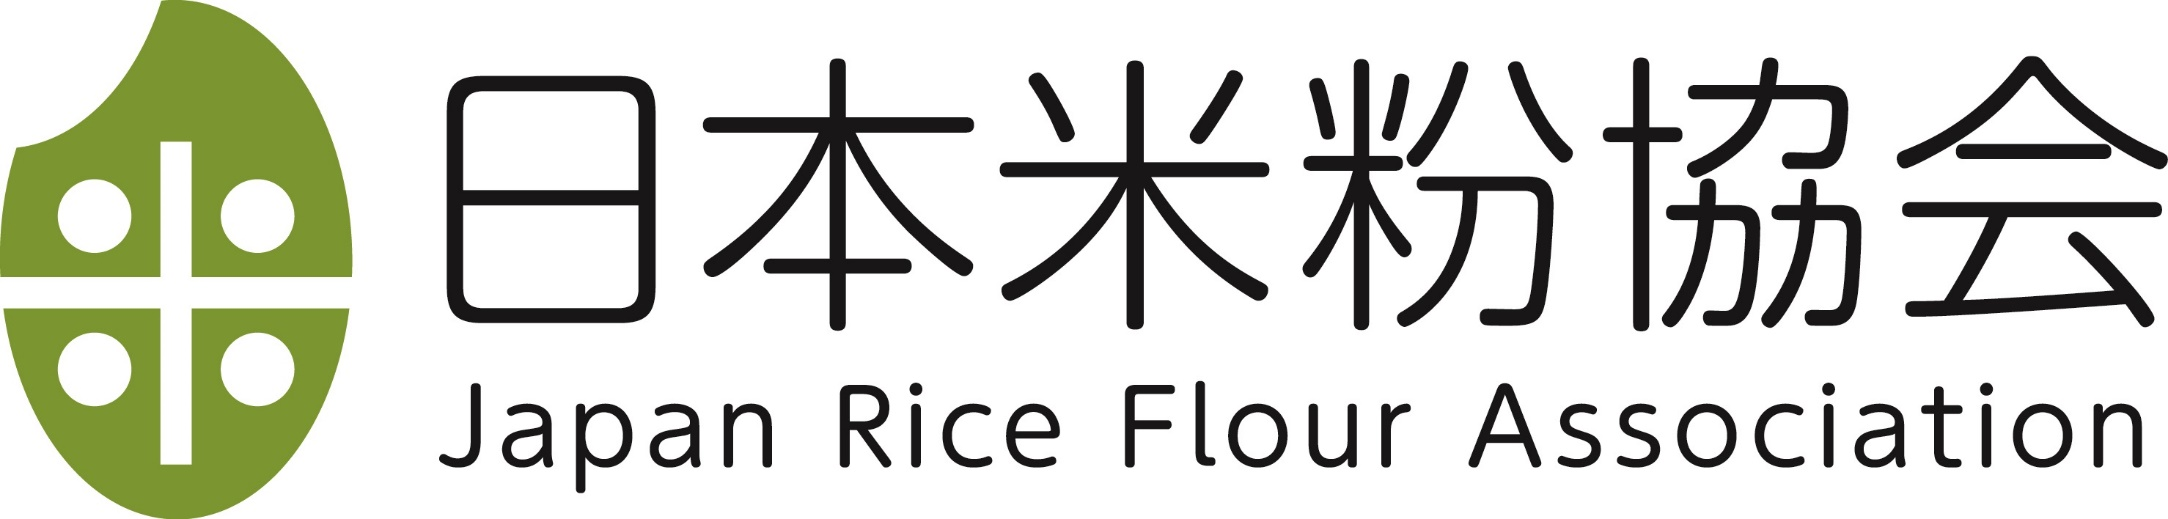 日本米粉協会
Japan Rice Flour Association